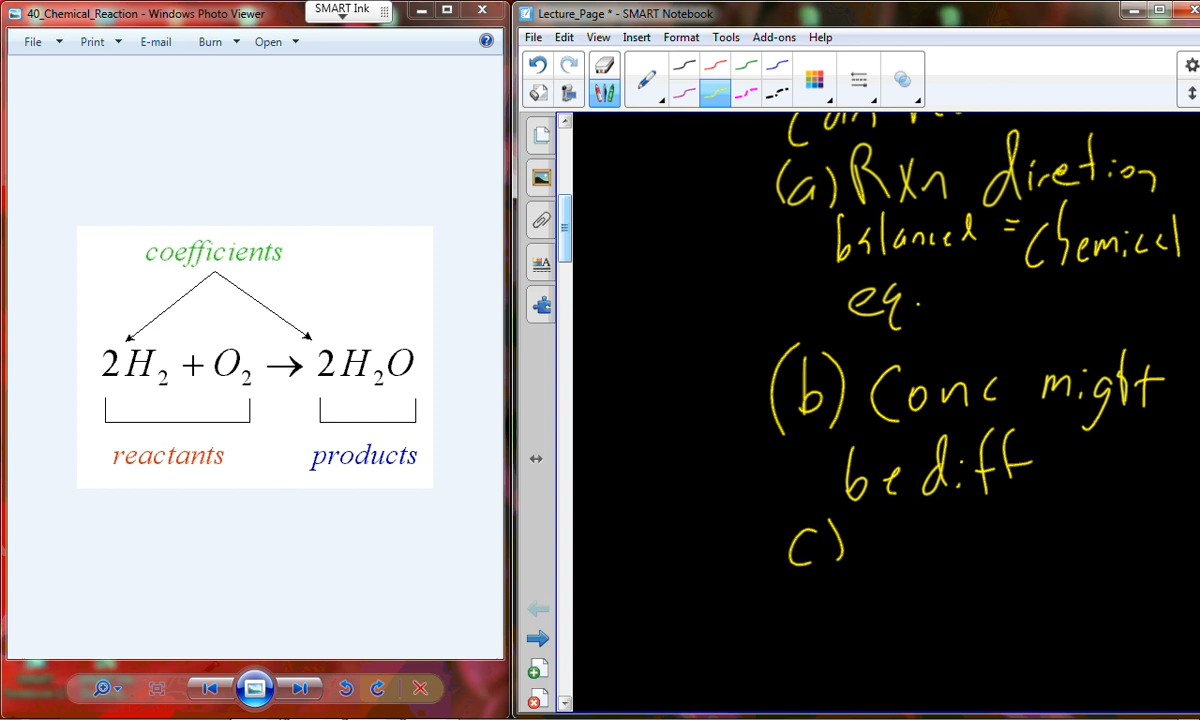 40_Chemical_Reaction - Windows Photo Viewer
SMART Ink
File Print E-mail Burn Open
coefficients
2H₂ + O₂ → 2H₂O
reactants products
Lecture_Page * - SMART Notebook
File Edit View Insert Format Tools Add-ons Help
(a) Rxn diretion
balanced = chemical
eq.
(b) Conc might
be diff
c)